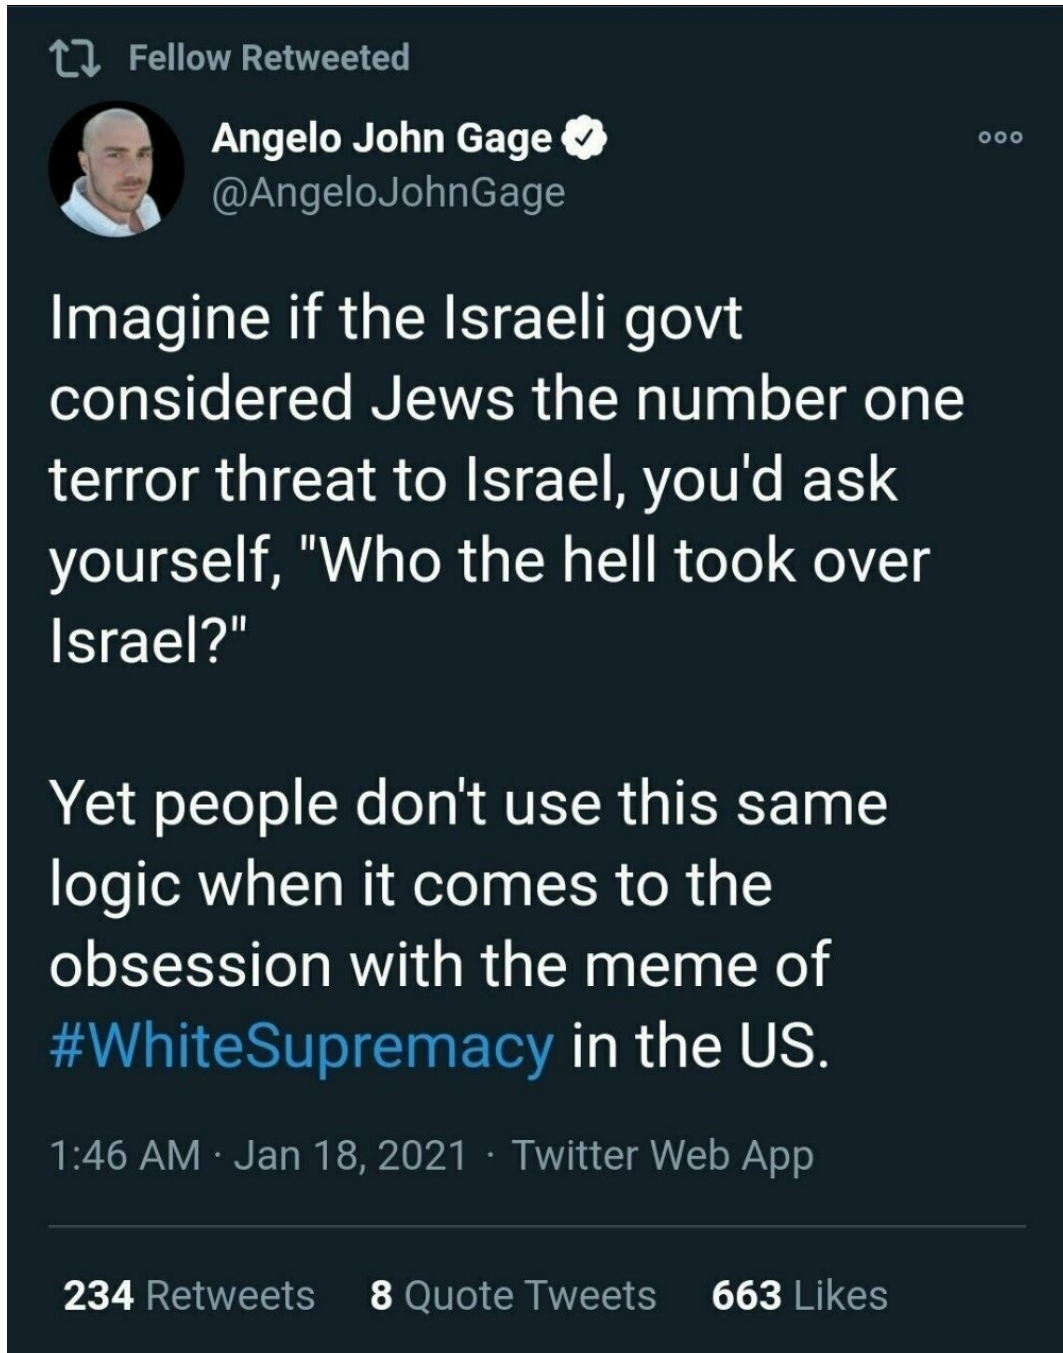 Fellow Retweeted
Angelo John Gage
@AngeloJohnGage
Imagine if the Israeli govt
considered Jews the number one
terror threat to Israel, you'd ask
yourself, "Who the hell took over
Israel?"
Yet people don't use this same
logic when it comes to the
obsession with the meme of
#WhiteSupremacy in the US.
1:46 AM · Jan 18, 2021 · Twitter Web App
234 Retweets 8 Quote Tweets 663 Likes